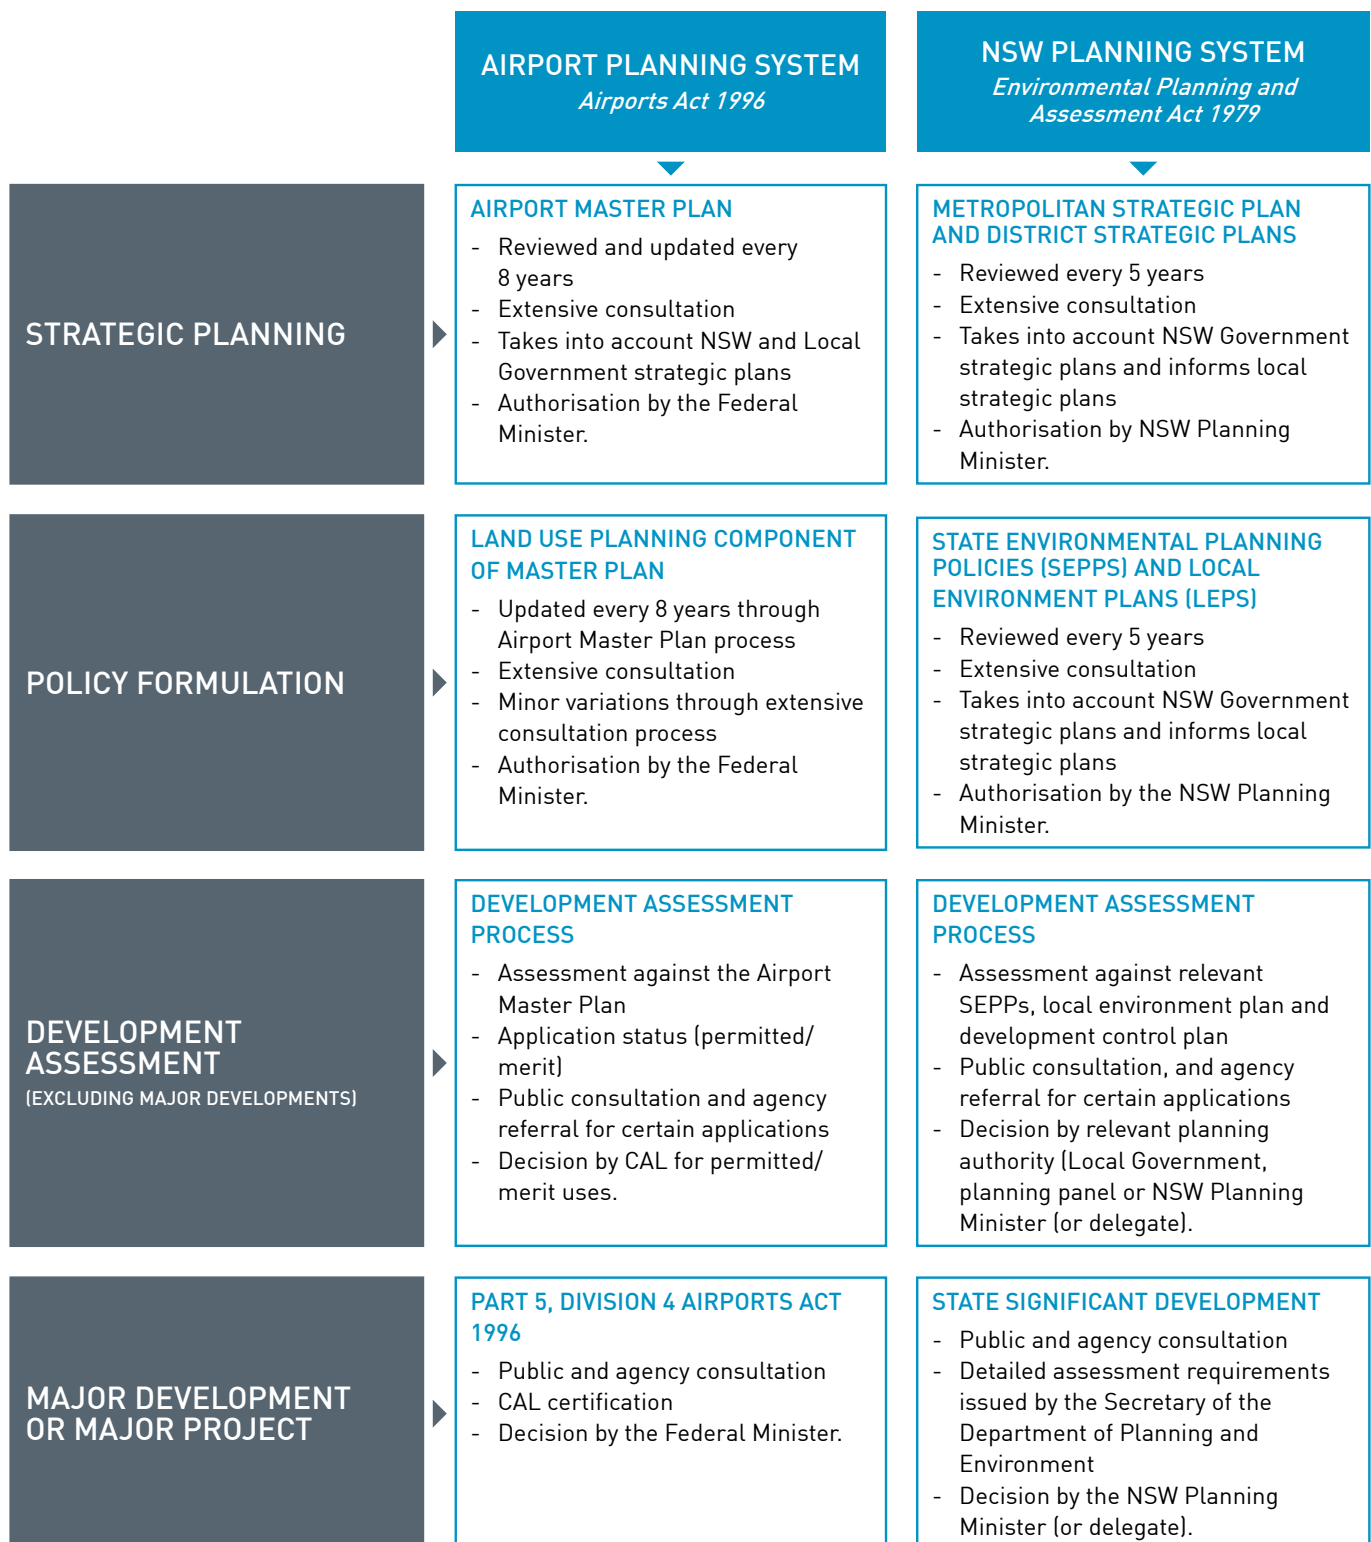 AIRPORT PLANNING SYSTEM
Airports Act 1996
NSW PLANNING SYSTEM
Environmental Planning and
Assessment Act 1979
STRATEGIC PLANNING
AIRPORT MASTER PLAN
- Reviewed and updated every
8 years
- Extensive consultation
- Takes into account NSW and Local
Government strategic plans
- Authorisation by the Federal
Minister.
METROPOLITAN STRATEGIC PLAN
AND DISTRICT STRATEGIC PLANS
- Reviewed every 5 years
- Extensive consultation
- Takes into account NSW Government
strategic plans and informs local
strategic plans
- Authorisation by NSW Planning
Minister.
POLICY FORMULATION
LAND USE PLANNING COMPONENT
OF MASTER PLAN
- Updated every 8 years through
Airport Master Plan process
- Extensive consultation
- Minor variations through extensive
consultation process
- Authorisation by the Federal
Minister.
STATE ENVIRONMENTAL PLANNING
POLICIES (SEPPS) AND LOCAL
ENVIRONMENT PLANS (LEPS)
- Reviewed every 5 years
- Extensive consultation
- Takes into account NSW Government
strategic plans and informs local
strategic plans
- Authorisation by the NSW Planning
Minister.
DEVELOPMENT
ASSESSMENT
(EXCLUDING MAJOR DEVELOPMENTS)
DEVELOPMENT ASSESSMENT
PROCESS
- Assessment against the Airport
Master Plan
- Application status (permitted/
merit)
- Public consultation and agency
referral for certain applications
- Decision by CAL for permitted/
merit uses.
DEVELOPMENT ASSESSMENT
PROCESS
- Assessment against relevant
SEPPs, local environment plan and
development control plan
- Public consultation, and agency
referral for certain applications
- Decision by relevant planning
authority (Local Government,
planning panel or NSW Planning
Minister (or delegate).
MAJOR DEVELOPMENT
OR MAJOR PROJECT
PART 5, DIVISION 4 AIRPORTS ACT
1996
- Public and agency consultation
- CAL certification
- Decision by the Federal Minister.
STATE SIGNIFICANT DEVELOPMENT
- Public and agency consultation
- Detailed assessment requirements
issued by the Secretary of the
Department of Planning and
Environment
- Decision by the NSW Planning
Minister (or delegate).